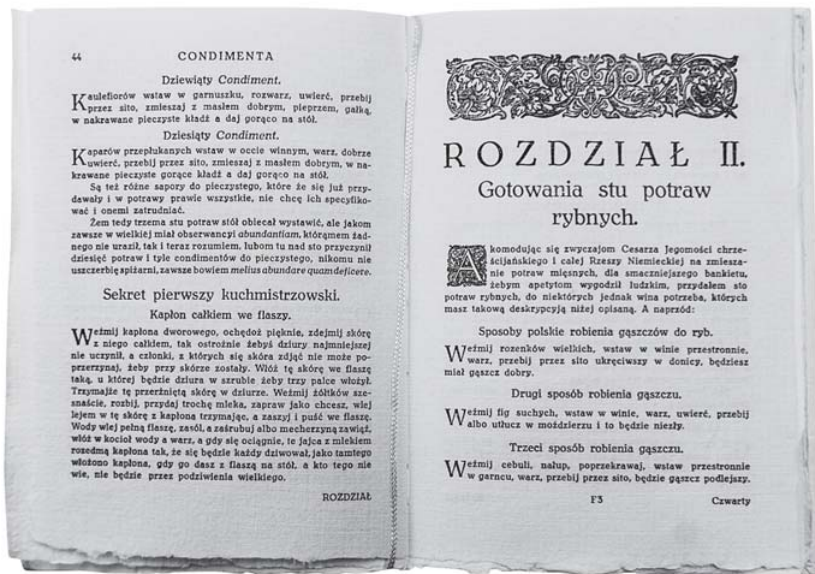 44 CONDIMENTA
Dziewiąty Condiment.
Kaulefiorów wstaw w garnuszku, rozwarz, uwierć, przebij
przez sito, zmieszaj z masłem dobrym, pieprzem, gałką,
w nakrawane pieczyste kładź a daj gorąco na stół.
Dziesiąty Condiment.
Kaparów przepłukanych wstaw w occie winnym, warz, dobrze
uwierć, przebij przez sito, zmieszaj z masłem dobrym, w na-
krawane pieczyste gorące kładź a daj gorąco na stół.
Są też różne sapory do pieczystego, które że się już przy-
dawały i w potrawy prawie wszystkie, nie chcę ich specyfiko-
wać i onemi zatrudniać.
Żem tedy trzema stu potraw stół obiecał wystawić, ale jakom
zawsze w wielkiej miał obserwancyi abundantiam, którąmem żad-
nego nie uraził, tak i teraz rozumiem, lubom tu nad sto przyczynił
dziesięć potraw i tyle condimentów do pieczystego, nikomu nie
uszczerbię spiżarni, zawsze bowiem melius abundare quam deficere.
Sekret pierwszy kuchmistrzowski.
Kapłon całkiem we flaszy.
Weźmij kapłona dworowego, ochędoż pięknie, zdejmij skórę
z niego całkiem, tak ostrożnie żebyś dziury najmniejszej
nie uczynił, a członki, z których się skóra zdjąć nie może po-
przerzynaj, żeby przy skórze zostały. Włóż tę skórę we flaszę
taką, u której będzie dziura w szrubie żeby trzy palce włożył.
Trzymajże tę przerżniętą skórę w dziurze. Weźmij żółtków sze-
snaście, rozbij, przydaj trochę mleka, zapraw jako chcesz, wlej
lejem w tę skórę z kapłona trzymając, a zaszyj i puść we flaszę.
Wody wlej pełną flaszę, zasól, a zaśrubuj albo mecherzyną zawiąż,
włóż w kocioł wody a warz, a gdy się ociągnie, te jajca z mlekiem
rozedmą kapłona tak, że się będzie każdy dziwował, jako tamtego
włożono kapłona, gdy go dasz z flaszą na stół, a kto tego nie
wie, nie będzie przez podziwienia wielkiego.
ROZDZIAŁ
ROZDZIAŁ II.
Gotowania stu potraw
rybnych.
Akomodując się zwyczajom Cesarza Jegomości chrze-
ścijańskiego i całej Rzeszy Niemieckiej na zmiesza-
nie potraw mięsnych, dla smaczniejszego bankietu,
żebym apetytom wygodził ludzkim, przydałem sto
potraw rybnych, do niektórych jednak wina potrzeba, których
masz takową deskrypcyją niżej opisaną. A naprzód:
Sposoby polskie robienia gąszczów do ryb.
Weźmij rozenków wielkich, wstaw w winie przestronnie,
warz, przebij przez sito ukręciwszy w donicy, będziesz
miał gąszcz dobry.
Drugi sposób robienia gąszczu.
Weźmij fig suchych, wstaw w winie, warz, uwierć, przebij
albo utłucz w moździerzu i to będzie niezły.
Trzeci sposób robienia gąszczu.
Weźmij cebuli, nałup, poprzekrawaj, wstaw przestronnie
w garncu, warz, przebij przez sito, będzie gąszcz podlejszy.
F3 Czwarty